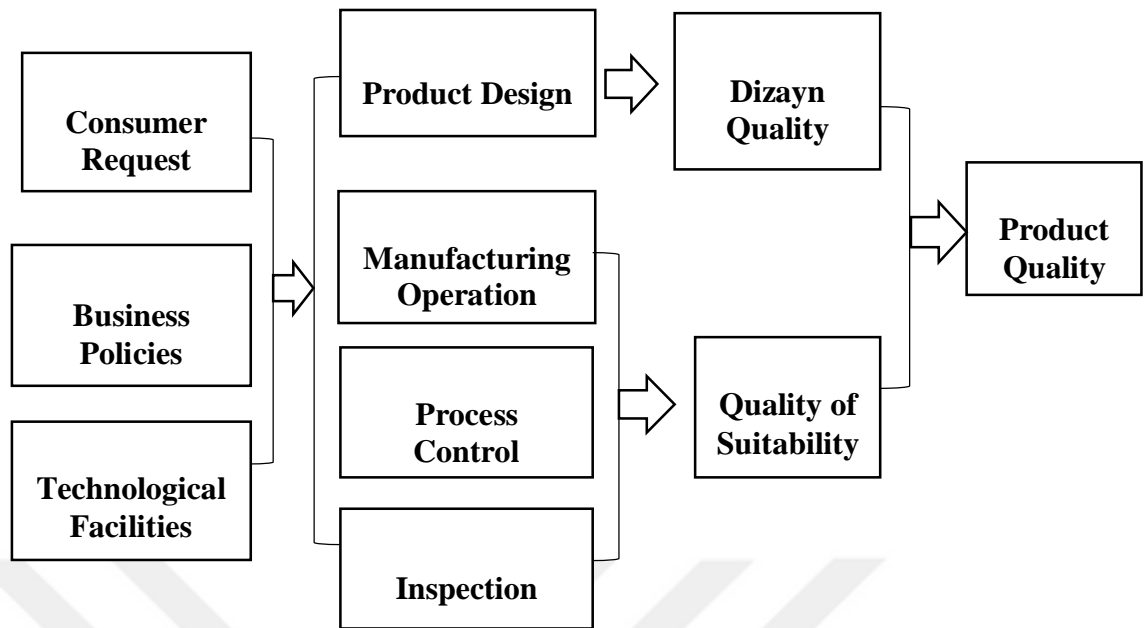 Consumer
Request
Business
Policies
Technological
Facilities
Product Design
Manufacturing
Operation
Process
Control
Inspection
Dizayn
Quality
Quality of
Suitability
Product
Quality